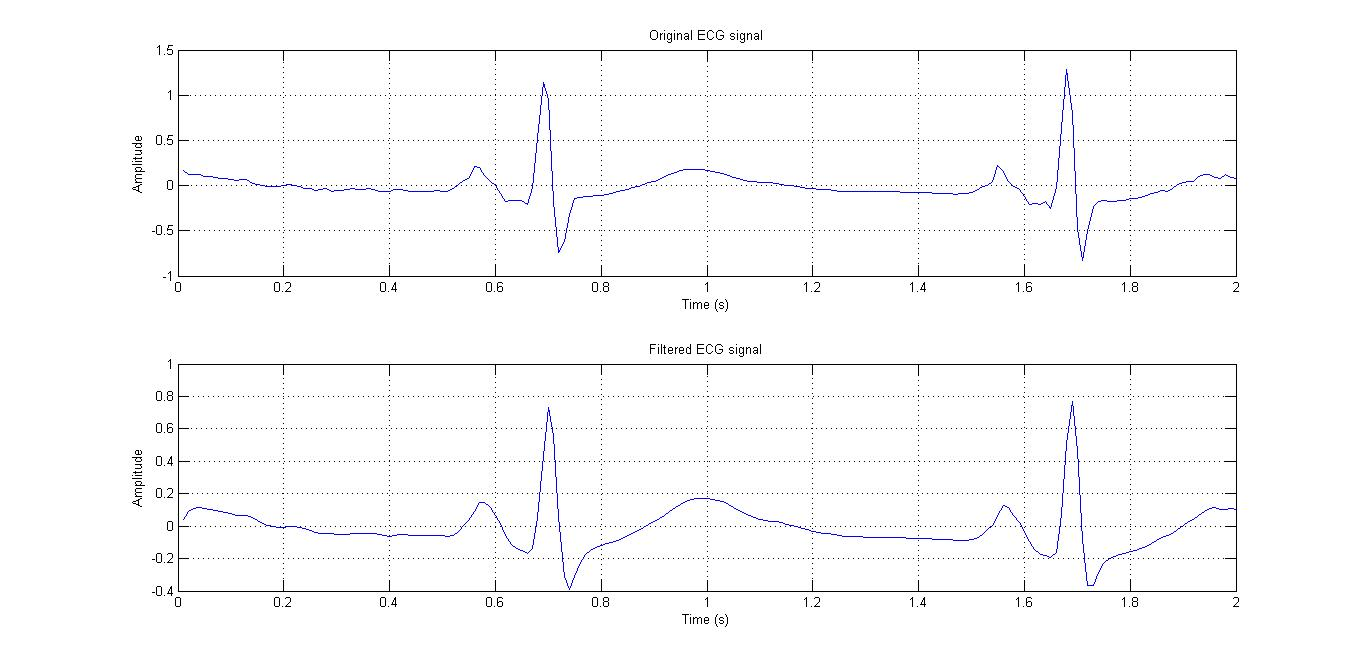 Original ECG signal
1.5
1
0.5
0
-0.5
-1
Amplitude
0 0.2 0.4 0.6 0.8 1 1.2 1.4 1.6 1.8 2
Time (s)
Filtered ECG signal
1
0.8
0.6
0.4
0.2
0
-0.2
-0.4
Amplitude
0 0.2 0.4 0.6 0.8 1 1.2 1.4 1.6 1.8 2
Time (s)